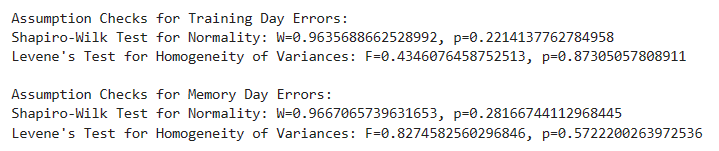 Assumption Checks for Training Day Errors:
Shapiro-Wilk Test for Normality: W=0.9635688662528992, p=0.2214137762784958
Levene's Test for Homogeneity of Variances: F=0.4346076458752513, p=0.87305057808911
Assumption Checks for Memory Day Errors:
Shapiro-Wilk Test for Normality: W=0.9667065739631653, p=0.28166744112968445
Levene's Test for Homogeneity of Variances: F=0.8274582560296846, p=0.5722200263972536